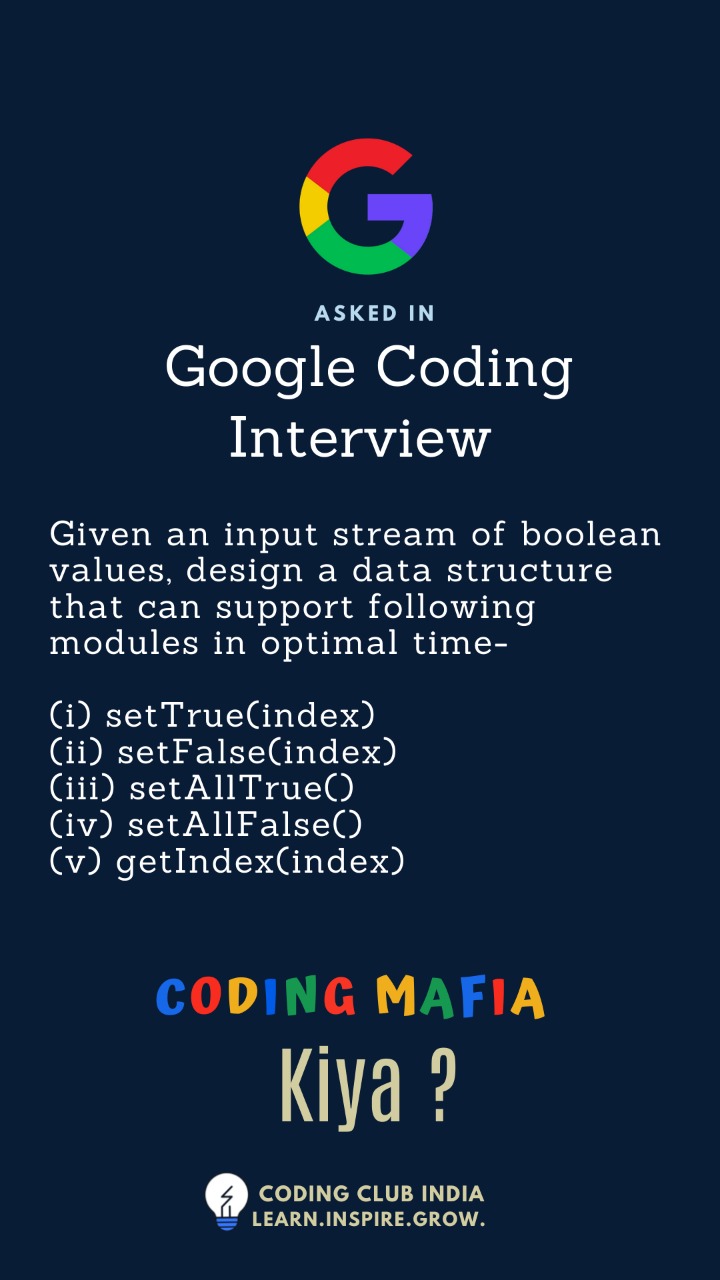 ASKED IN
Google Coding
Interview
Given an input stream of boolean
values, design a data structure
that can support following
modules in optimal time-
(i) setTrue(index)
(ii) setFalse(index)
(iii) setAllTrue()
(iv) setAllFalse()
(v) getIndex(index)
CODING MAFIA
Kiya ?
CODING CLUB INDIA
LEARN.INSPIRE.GROW.